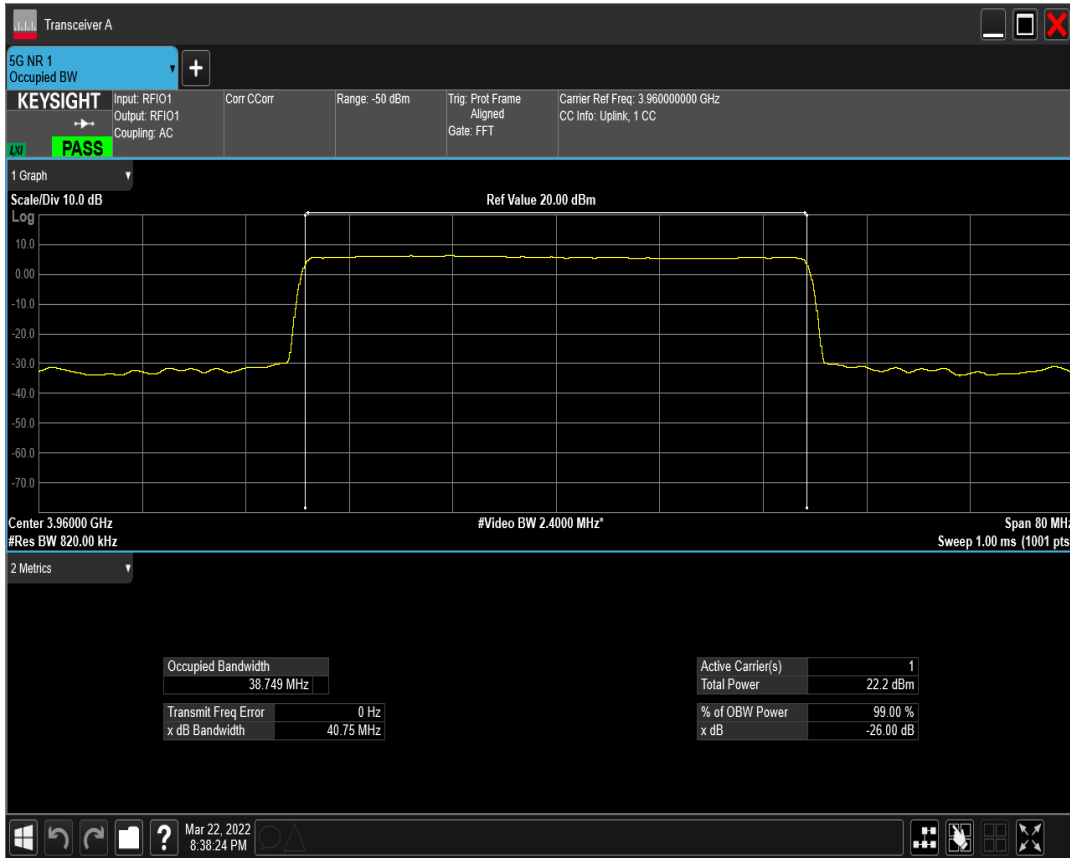 Transceiver A
5G NR 1
Occupied BW
+
KEYSIGHT
LXI
PASS
Input: RFIO1
Output: RFIO1
Coupling: AC
Corr CCorr
Range: -50 dBm
Trig: Prot Frame
Aligned
Gate: FFT
Carrier Ref Freq: 3.960000000 GHz
CC Info: Uplink, 1 CC
1 Graph
Scale/Div 10.0 dB
Ref Value 20.00 dBm
Log
10.0
0.00
-10.0
-20.0
-30.0
-40.0
-50.0
-60.0
-70.0
Center 3.96000 GHz
#Video BW 2.4000 MHz*
Span 80 MHz
#Res BW 820.00 kHz
Sweep 1.00 ms (1001 pts
2 Metrics
Occupied Bandwidth
38.749 MHz
Transmit Freq Error 0 Hz
x dB Bandwidth 40.75 MHz
Active Carrier(s) 1
Total Power 22.2 dBm
% of OBW Power 99.00 %
x dB -26.00 dB
?
Mar 22, 2022
8:38:24 PM